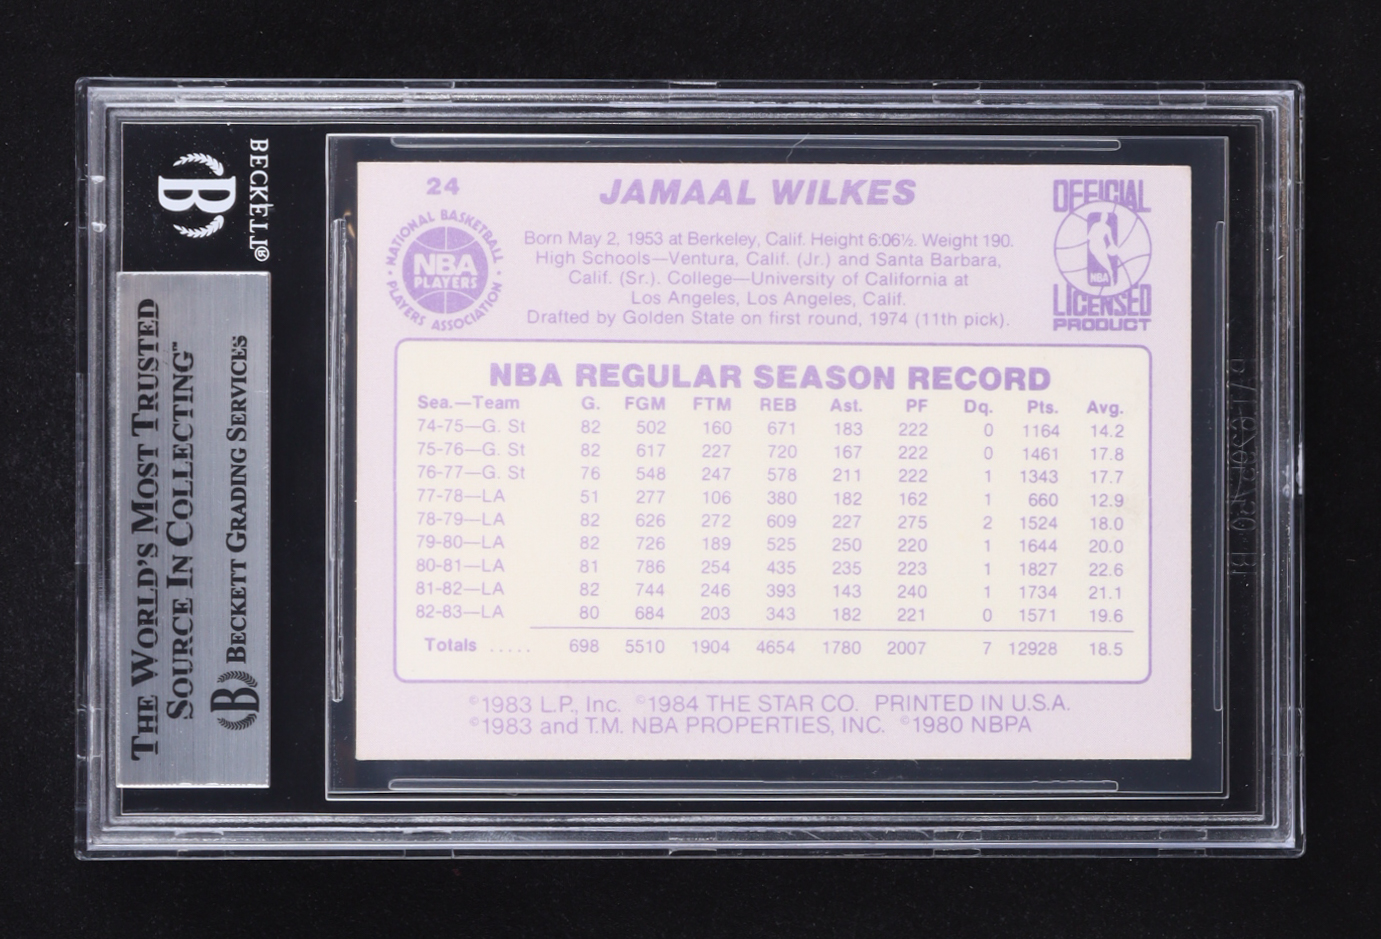 BECKETT®
B
THE WORLD'S MOST TRUSTED
SOURCE IN COLLECTING™
B BECKETT GRADING SERVICES
24
JAMAAL WILKES
NATIONAL BASKETBALL
NBA
PLAYERS
PLAYERS ASSOCIATION
Born May 2, 1953 at Berkeley, Calif. Height 6:06½. Weight 190.
High Schools—Ventura, Calif. (Jr.) and Santa Barbara,
Calif. (Sr.). College—University of California at
Los Angeles, Los Angeles, Calif.
Drafted by Golden State on first round, 1974 (11th pick).
OFFICIAL
NBA
LICENSED
PRODUCT
NBA REGULAR SEASON RECORD
Sea.—Team G. FGM FTM REB Ast. PF Dq. Pts. Avg.
74-75—G. St 82 502 160 671 183 222 0 1164 14.2
75-76—G. St 82 617 227 720 167 222 0 1461 17.8
76-77—G. St 76 548 247 578 211 222 1 1343 17.7
77-78—LA 51 277 106 380 182 162 1 660 12.9
78-79—LA 82 626 272 609 227 275 2 1524 18.0
79-80—LA 82 726 189 525 250 220 1 1644 20.0
80-81—LA 81 786 254 435 235 223 1 1827 22.6
81-82—LA 82 744 246 393 143 240 1 1734 21.1
82-83—LA 80 684 203 343 182 221 0 1571 19.6
Totals ..... 698 5510 1904 4654 1780 2007 7 12928 18.5
©1983 L.P., Inc. ©1984 THE STAR CO. PRINTED IN U.S.A.
©1983 and T.M. NBA PROPERTIES, INC. ©1980 NBPA